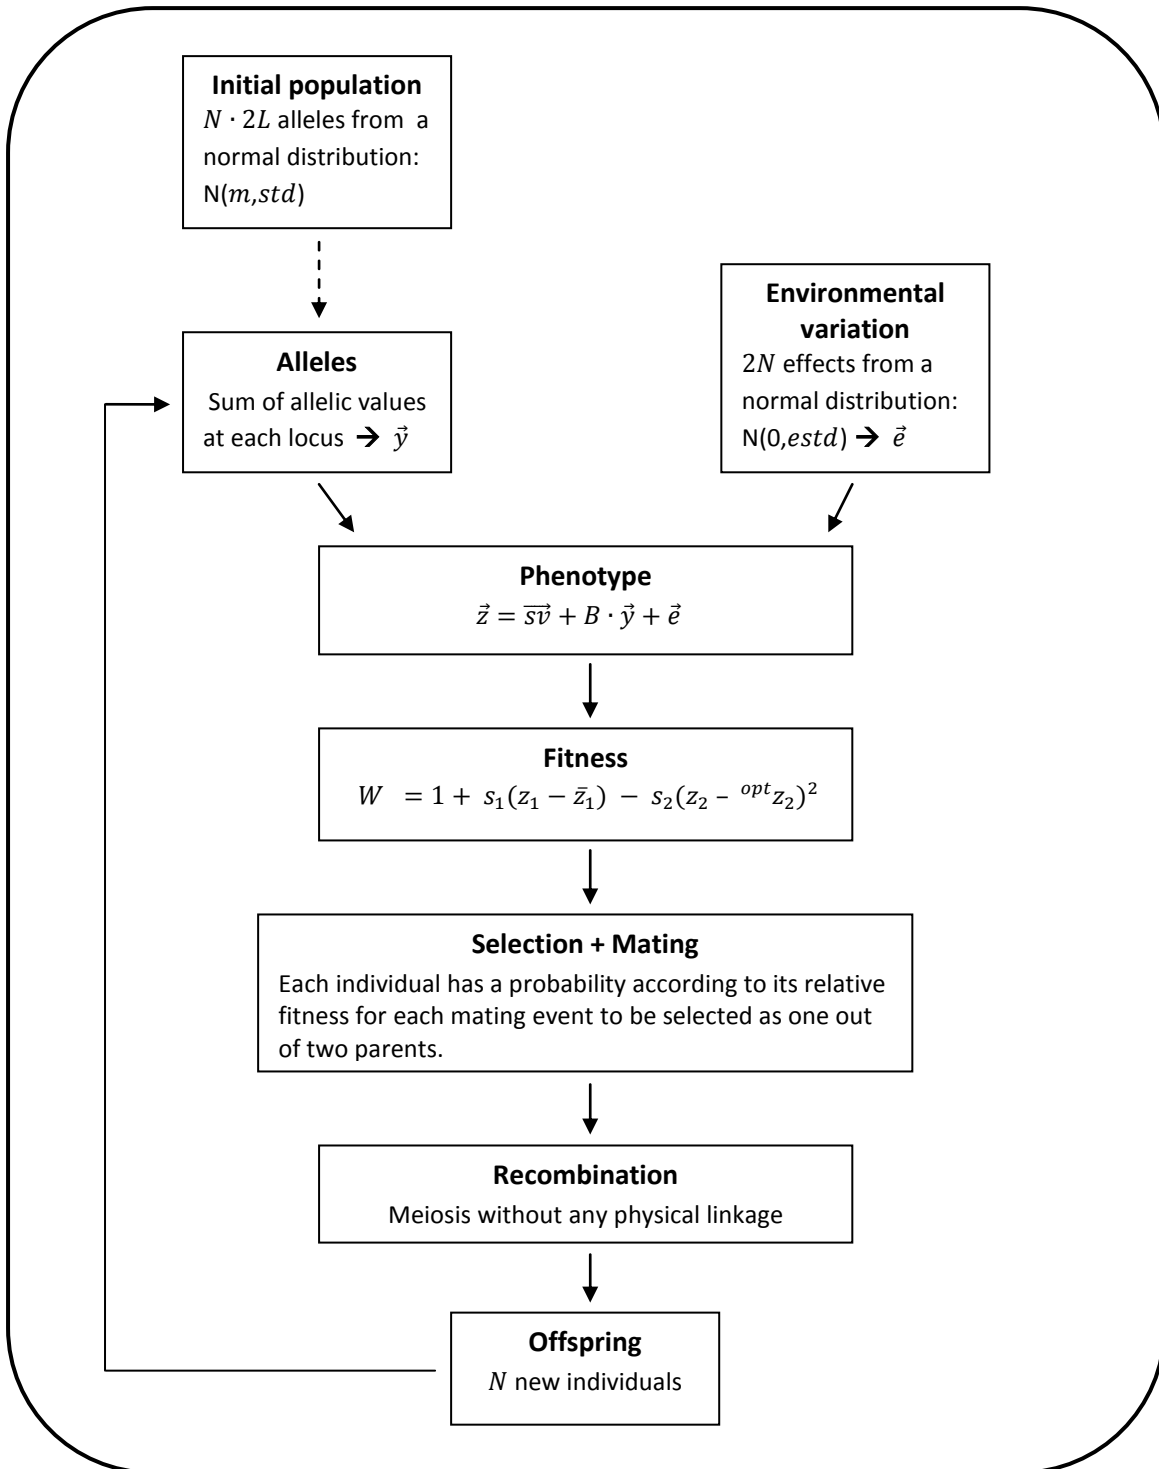 Initial population
N · 2L alleles from a
normal distribution:
N(m,std)
Environmental
variation
2N effects from a
normal distribution:
N(0,estd) ➔ e⃗
Alleles
Sum of allelic values
at each locus ➔ y⃗
Phenotype
z⃗ = s⃗v⃗ + B · y⃗ + e⃗
Fitness
W = 1 + s₁(z₁ − z̄₁) − s₂(z₂ – ᵒᵖᵗz₂)²
Selection + Mating
Each individual has a probability according to its relative
fitness for each mating event to be selected as one out
of two parents.
Recombination
Meiosis without any physical linkage
Offspring
N new individuals